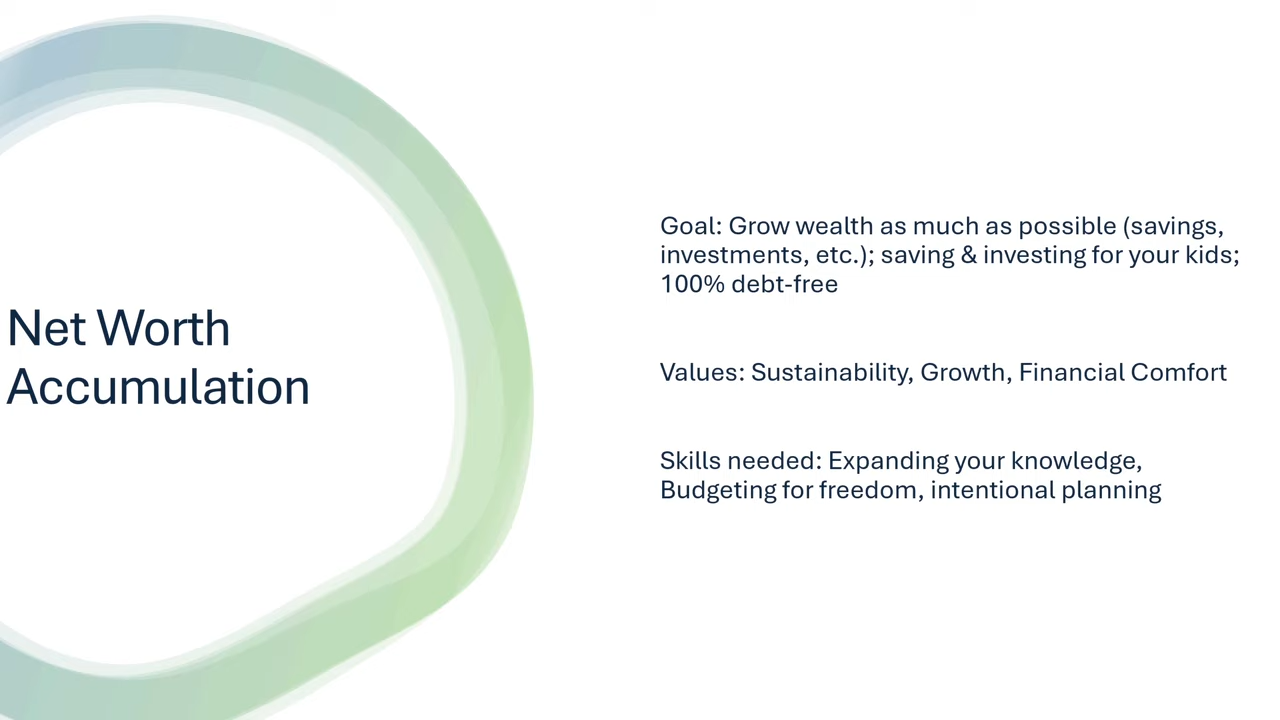 Net Worth
Accumulation
Goal: Grow wealth as much as possible (savings,
investments, etc.); saving & investing for your kids;
100% debt-free
Values: Sustainability, Growth, Financial Comfort
Skills needed: Expanding your knowledge,
Budgeting for freedom, intentional planning